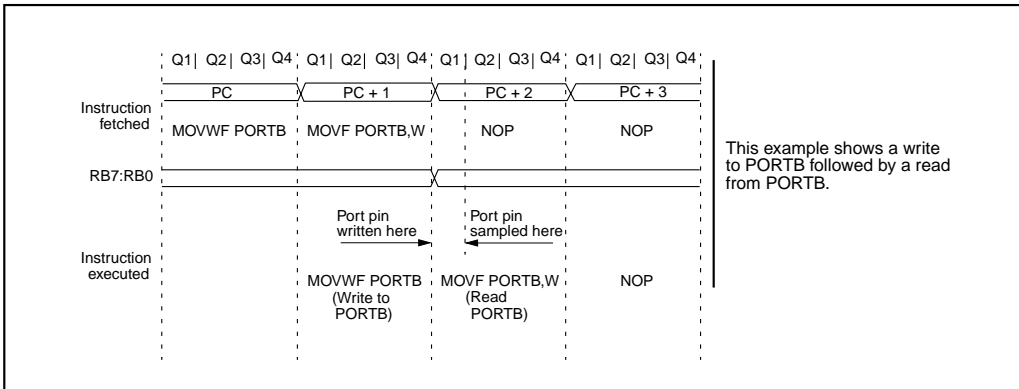 Q1| Q2| Q3| Q4 Q1| Q2| Q3| Q4 Q1| Q2| Q3| Q4 Q1| Q2| Q3| Q4
PC PC + 1 PC + 2 PC + 3
Instruction
fetched
MOVWF PORTB MOVF PORTB,W NOP NOP
This example shows a write
to PORTB followed by a read
from PORTB.
RB7:RB0
Port pin
written here
Port pin
sampled here
Instruction
executed
MOVWF PORTB
(Write to
PORTB)
MOVF PORTB,W
(Read
PORTB)
NOP